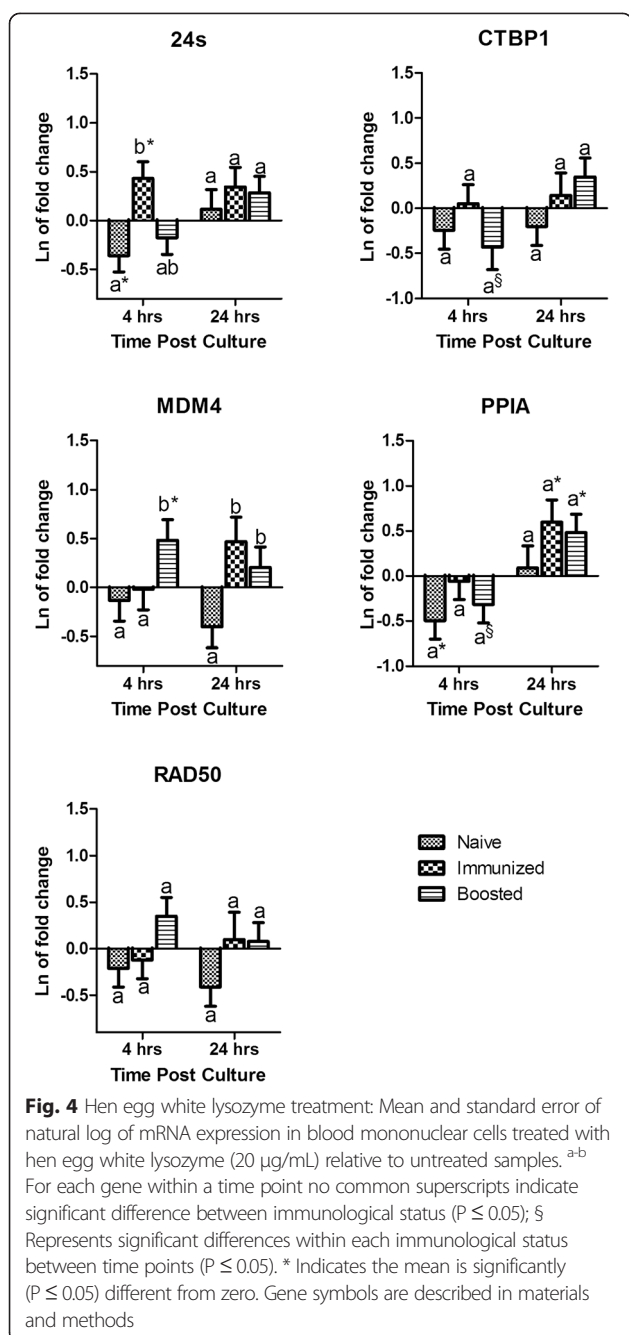 24s
Ln of fold change
1.5
1.0
0.5
0.0
-0.5
a*
b*
ab
a
a
a
4 hrs
24 hrs
Time Post Culture
CTBP1
Ln of fold change
1.5
1.0
0.5
0.0
-0.5
-1.0
a
a
a§
a
a
a
4 hrs
24 hrs
Time Post Culture
MDM4
Ln of fold change
1.5
1.0
0.5
0.0
-0.5
a
a
b*
a
b
b
4 hrs
24 hrs
Time Post Culture
PPIA
Ln of fold change
1.5
1.0
0.5
0.0
-0.5
-1.0
a*
a
a§
a
a*
a*
4 hrs
24 hrs
Time Post Culture
RAD50
Ln of fold change
1.5
1.0
0.5
0.0
-0.5
a
a
a
a
a
a
4 hrs
24 hrs
Time Post Culture
Naive
Immunized
Boosted
Fig. 4 Hen egg white lysozyme treatment: Mean and standard error of
natural log of mRNA expression in blood mononuclear cells treated with
hen egg white lysozyme (20 μg/mL) relative to untreated samples. a-b
For each gene within a time point no common superscripts indicate
significant difference between immunological status (P ≤ 0.05); §
Represents significant differences within each immunological status
between time points (P ≤ 0.05). * Indicates the mean is significantly
(P ≤ 0.05) different from zero. Gene symbols are described in materials
and methods